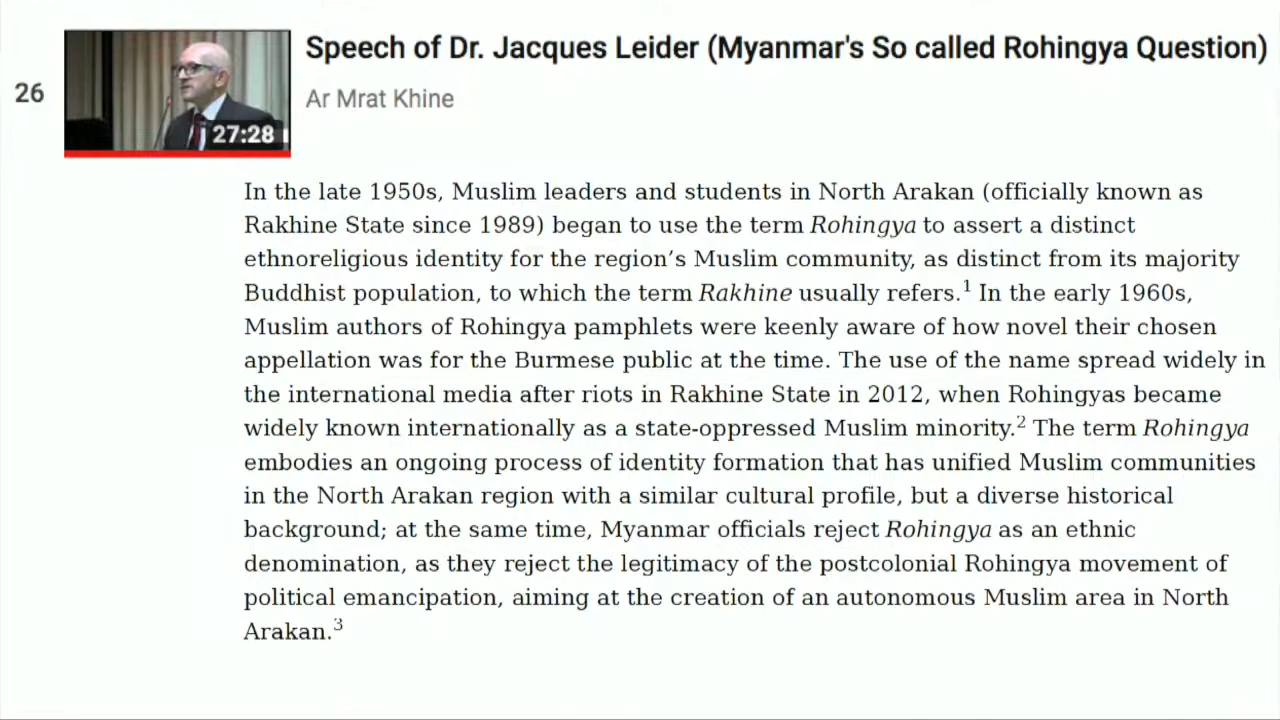 Speech of Dr. Jacques Leider (Myanmar's So called Rohingya Question)
26
Ar Mrat Khine
27:28
In the late 1950s, Muslim leaders and students in North Arakan (officially known as
Rakhine State since 1989) began to use the term Rohingya to assert a distinct
ethnoreligious identity for the region’s Muslim community, as distinct from its majority
Buddhist population, to which the term Rakhine usually refers.1 In the early 1960s,
Muslim authors of Rohingya pamphlets were keenly aware of how novel their chosen
appellation was for the Burmese public at the time. The use of the name spread widely in
the international media after riots in Rakhine State in 2012, when Rohingyas became
widely known internationally as a state-oppressed Muslim minority.2 The term Rohingya
embodies an ongoing process of identity formation that has unified Muslim communities
in the North Arakan region with a similar cultural profile, but a diverse historical
background; at the same time, Myanmar officials reject Rohingya as an ethnic
denomination, as they reject the legitimacy of the postcolonial Rohingya movement of
political emancipation, aiming at the creation of an autonomous Muslim area in North
Arakan.3